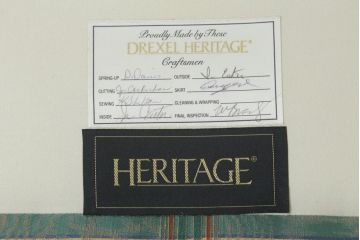 Proudly Made by These
DREXEL HERITAGE®
Craftsmen
SPRING-UP D. Davis OUTSIDE
CUTTING SKIRT
SEWING CLEANING & WRAPPING
INSIDE FINAL INSPECTION
HERITAGE®